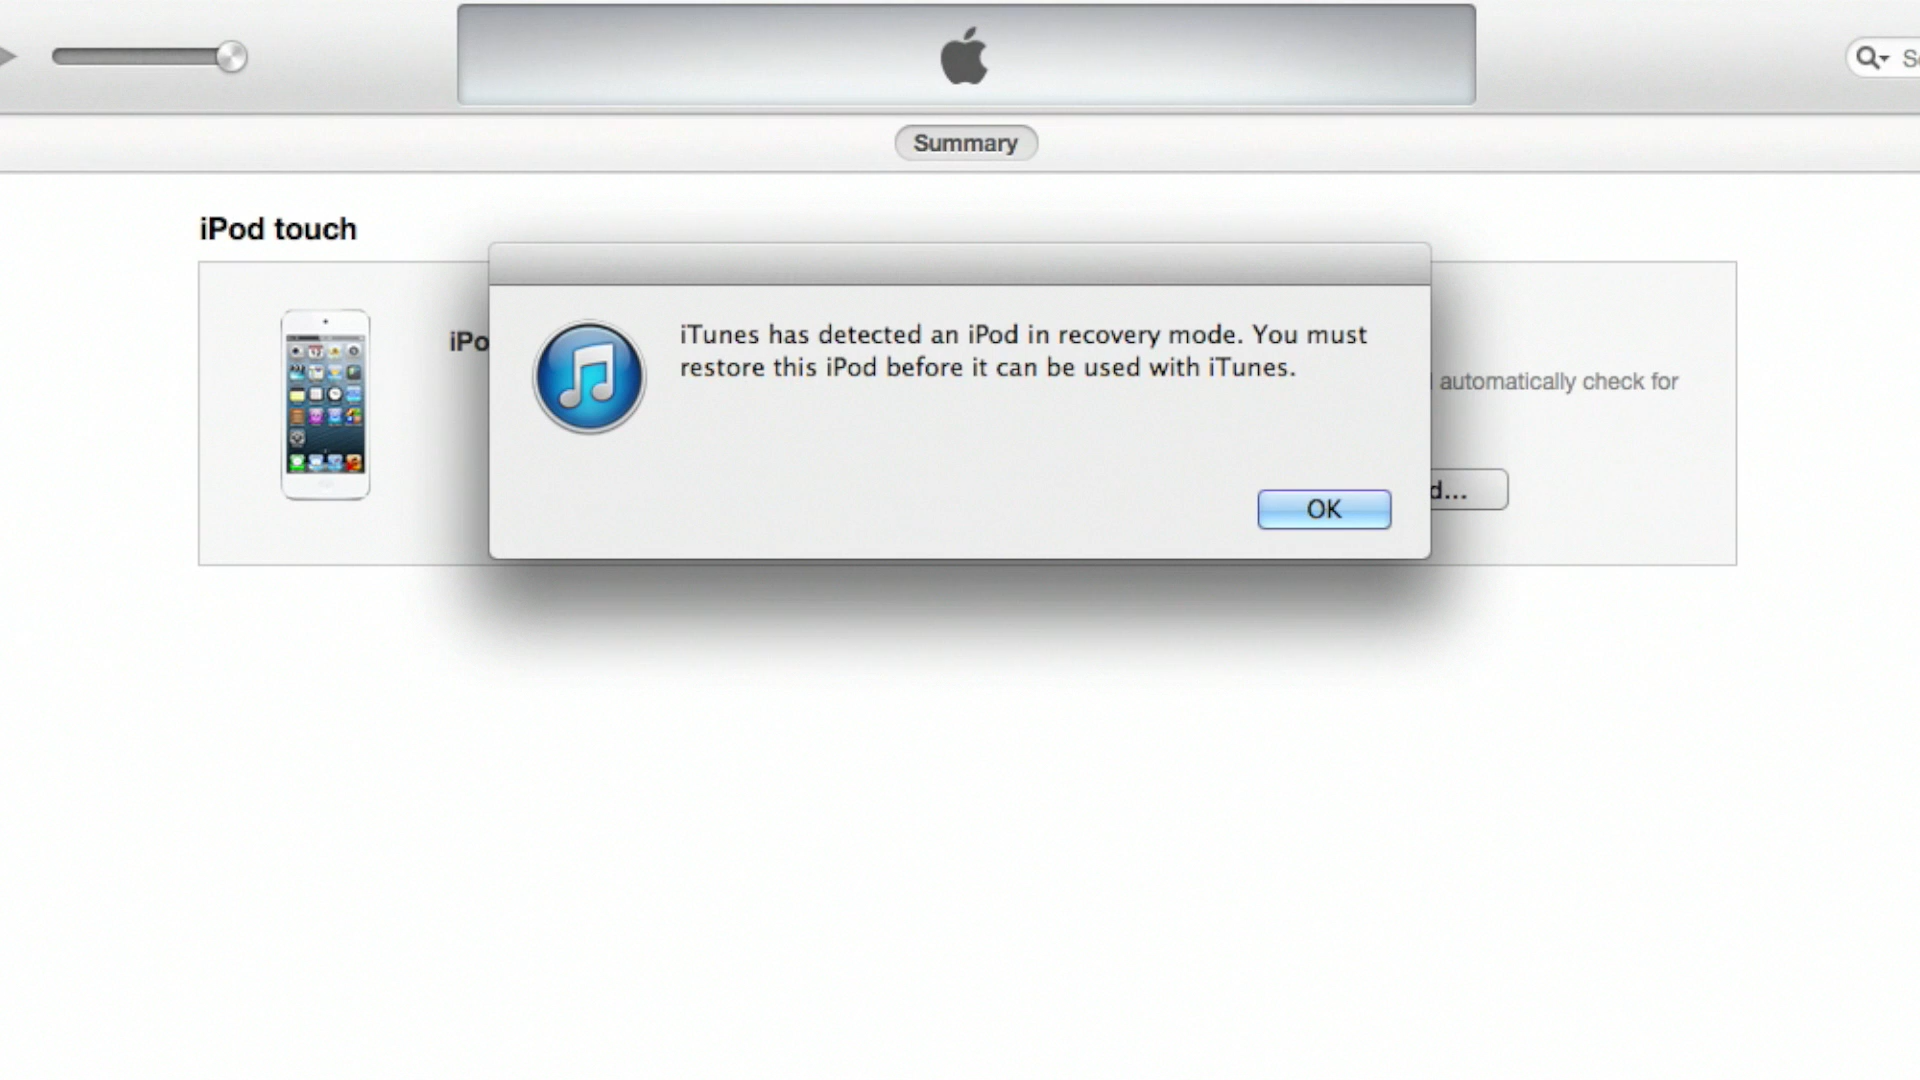 Summary
iPod touch
iTunes has detected an iPod in recovery mode. You must
restore this iPod before it can be used with iTunes.
automatically check for
OK